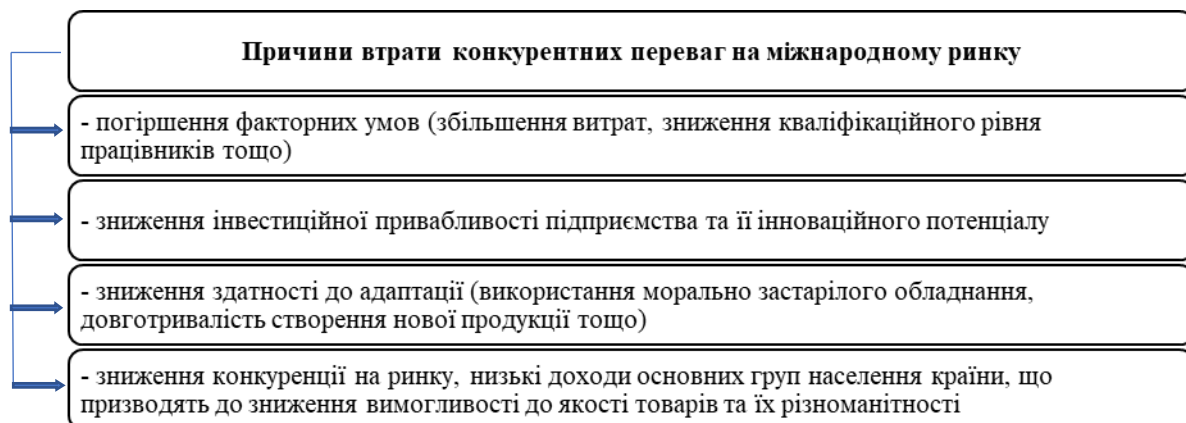 Причини втрати конкурентних переваг на міжнародному ринку
- погіршення факторних умов (збільшення витрат, зниження кваліфікаційного рівня
працівників тощо)
- зниження інвестиційної привабливості підприємства та її інноваційного потенціалу
- зниження здатності до адаптації (використання морально застарілого обладнання,
довготривалість створення нової продукції тощо)
- зниження конкуренції на ринку, низькі доходи основних груп населення країни, що
призводять до зниження вимогливості до якості товарів та їх різноманітності